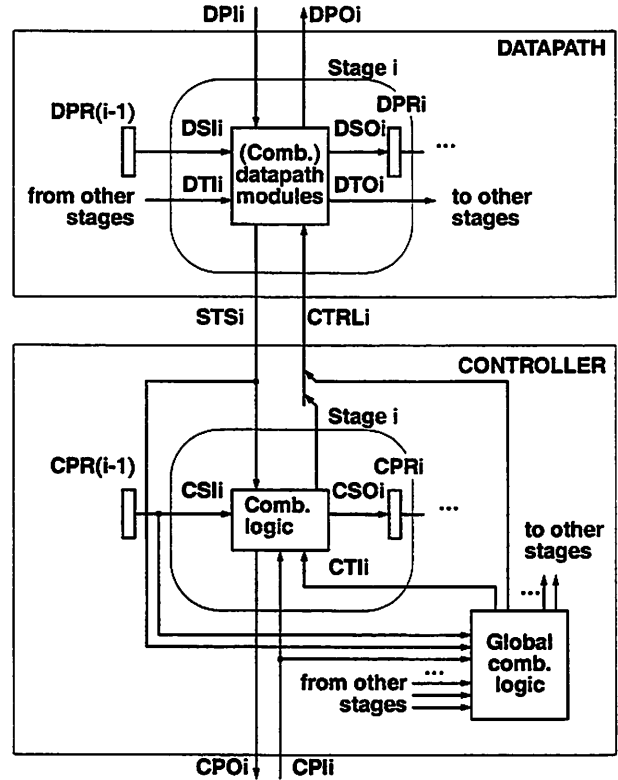 DPIi
DPOi
DATAPATH
Stage i
DPR(i-1)
DPRi
DSIi
DSOi
...
(Comb.)
datapath
modules
from other
stages
DTIi
DTOi
to other
stages
STSi
CTRLi
CONTROLLER
Stage i
CPR(i-1)
CPRi
CSIi
CSOi
...
Comb.
logic
CTIi
to other
stages
...
Global
comb.
logic
...
from other
stages
CPOi
CPIi